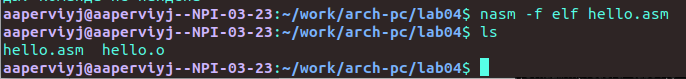 aaperviyj@aaperviyj--NPI-03-23:~/work/arch-pc/lab04$ nasm -f elf hello.asm
aaperviyj@aaperviyj--NPI-03-23:~/work/arch-pc/lab04$ ls
hello.asm  hello.o
aaperviyj@aaperviyj--NPI-03-23:~/work/arch-pc/lab04$